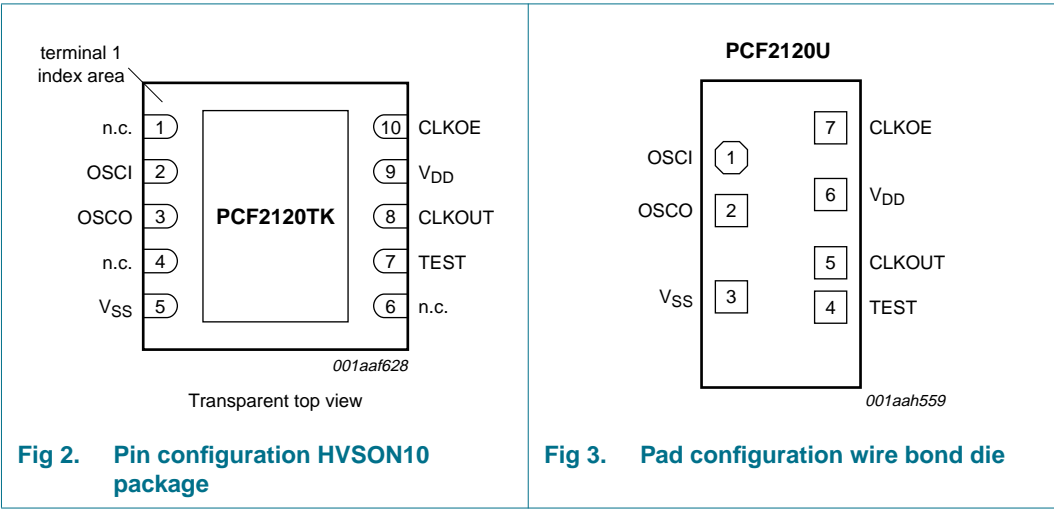 terminal 1
index area
n.c. 1
OSCI 2
OSCO 3
n.c. 4
VSS 5
PCF2120TK
10 CLKOE
9 VDD
8 CLKOUT
7 TEST
6 n.c.
001aaf628
Transparent top view
Fig 2. Pin configuration HVSON10
package
PCF2120U
OSCI 1
OSCO 2
VSS 3
7 CLKOE
6 VDD
5 CLKOUT
4 TEST
001aah559
Fig 3. Pad configuration wire bond die